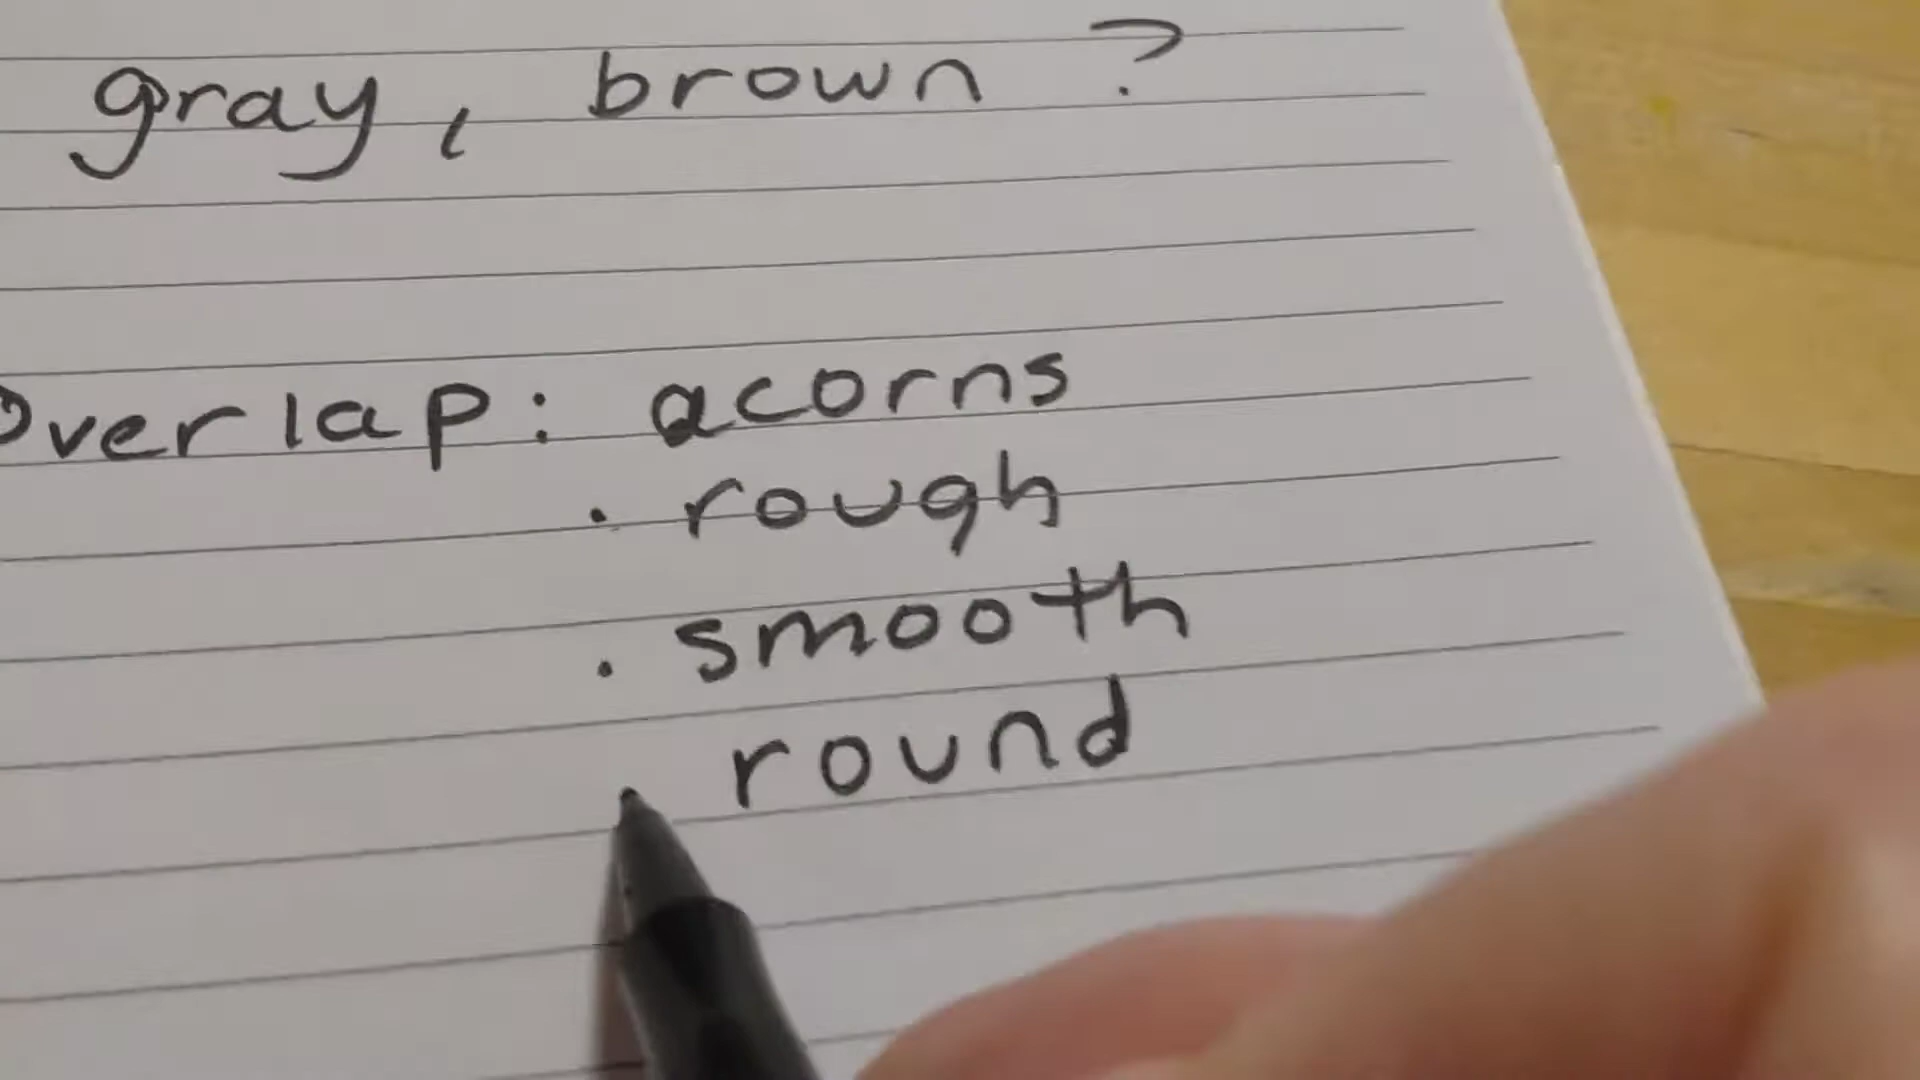 gray, brown ?
Overlap: acorns
· rough
· smooth
round